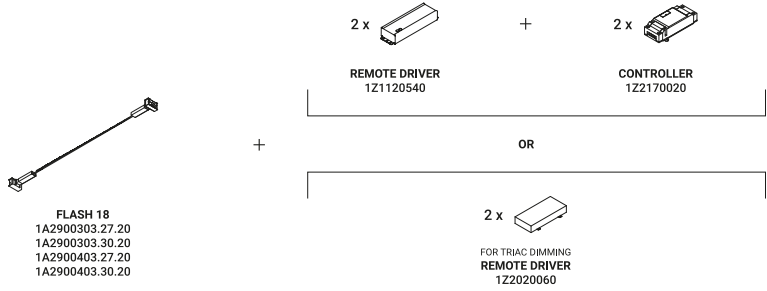 2 x
+
2 x
REMOTE DRIVER
1Z1120540
CONTROLLER
1Z2170020
+
OR
FLASH 18
1A2900303.27.20
1A2900303.30.20
1A2900403.27.20
1A2900403.30.20
2 x
FOR TRIAC DIMMING
REMOTE DRIVER
1Z2020060